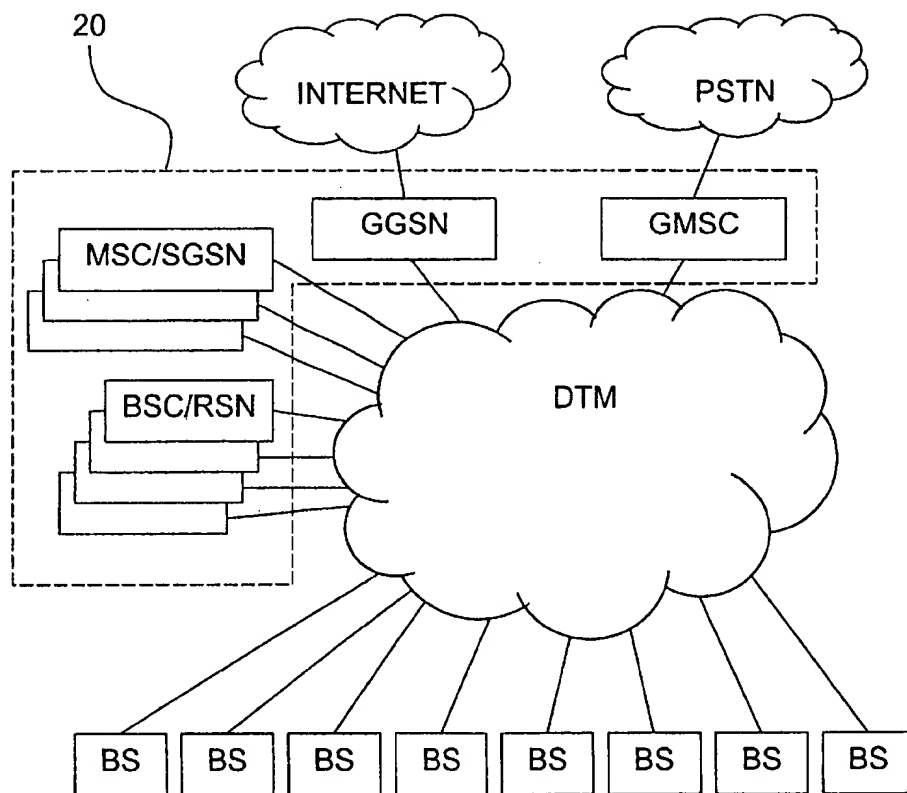 20
INTERNET
PSTN
GGSN
GMSC
MSC/SGSN
BSC/RSN
DTM
BS BS BS BS BS BS BS BS